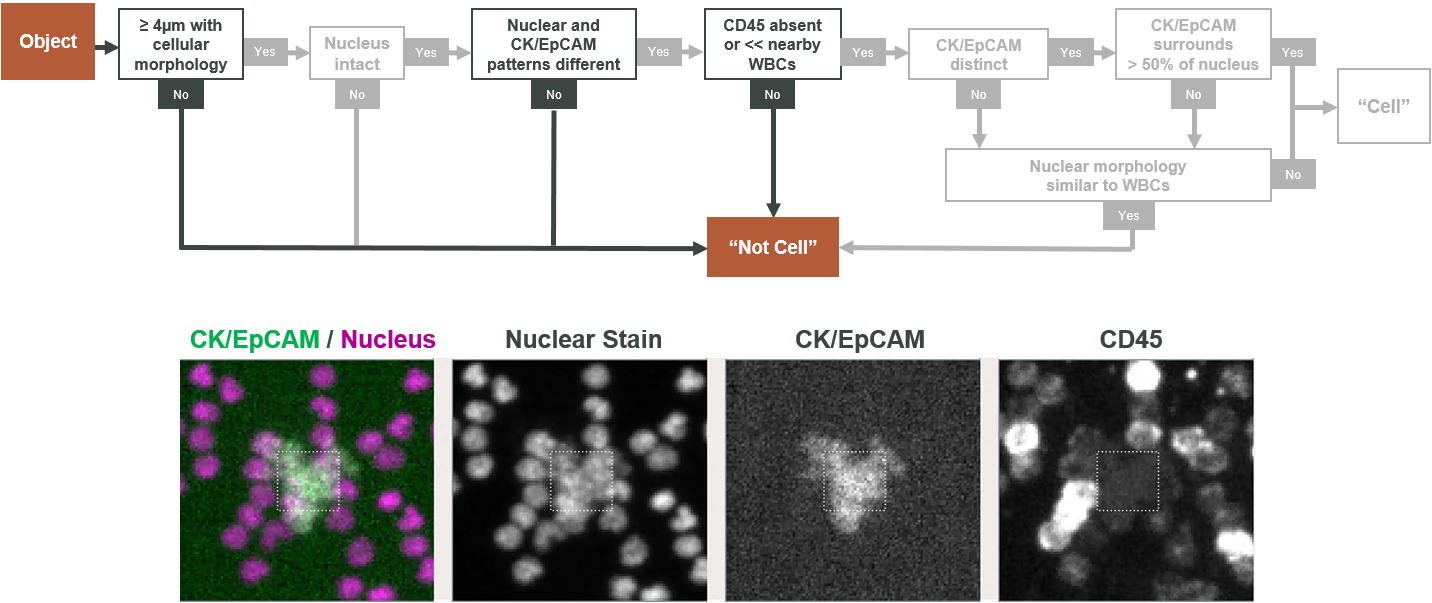 Object
≥ 4µm with
cellular
morphology
Yes
No
Nucleus
intact
Yes
No
Nuclear and
CK/EpCAM
patterns different
Yes
No
CD45 absent
or << nearby
WBCs
Yes
No
CK/EpCAM
distinct
Yes
No
CK/EpCAM
surrounds
> 50% of nucleus
Yes
No
“Cell”
Nuclear morphology
similar to WBCs
No
Yes
“Not Cell”
CK/EpCAM / Nucleus
Nuclear Stain
CK/EpCAM
CD45